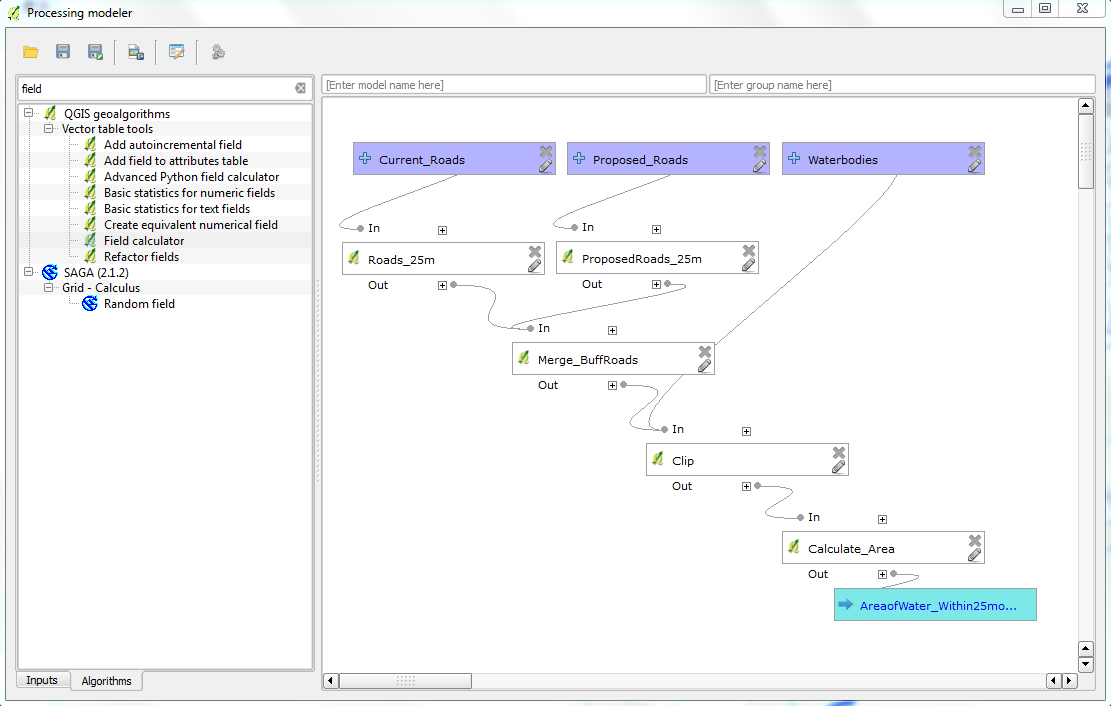 Processing modeler
field
[Enter model name here]
[Enter group name here]
QGIS geoalgorithms
Vector table tools
Add autoincremental field
Add field to attributes table
Advanced Python field calculator
Basic statistics for numeric fields
Basic statistics for text fields
Create equivalent numerical field
Field calculator
Refactor fields
SAGA (2.1.2)
Grid - Calculus
Random field
Inputs
Algorithms
Current_Roads
Proposed_Roads
Waterbodies
In
In
Roads_25m
ProposedRoads_25m
Out
Out
In
Merge_BuffRoads
Out
In
Clip
Out
In
Calculate_Area
Out
AreaofWater_Within25mo...